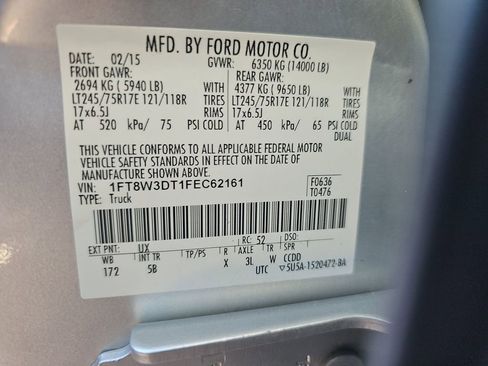 MFD. BY FORD MOTOR CO.
DATE: 02/15 GVWR: 6350 KG (14000 LB)
FRONT GAWR: REAR GAWR:
2694 KG ( 5940 LB) 4377 KG ( 9650 LB)
LT245/75R17E 121/118R TIRES LT245/75R17E 121/118R TIRES
17x6.5J RIMS 17x6.5J RIMS
AT 520 kPa/ 75 PSI COLD AT 450 kPa/ 65 PSI COLD
DUAL
THIS VEHICLE CONFORMS TO ALL APPLICABLE FEDERAL MOTOR
VEHICLE SAFETY STANDARDS IN EFFECT ON THE DATE OF
MANUFACTURE SHOWN ABOVE.
VIN: 1FT8W3DT1FEC62161 F0636
TYPE: Truck T0476
EXT PNT: UX RC: 52 DSO:
WB INT TR TP/PS R AXLE TR SPR
172 5B X 3L W CCDD
UTC ▽5U5A-1520472-BA